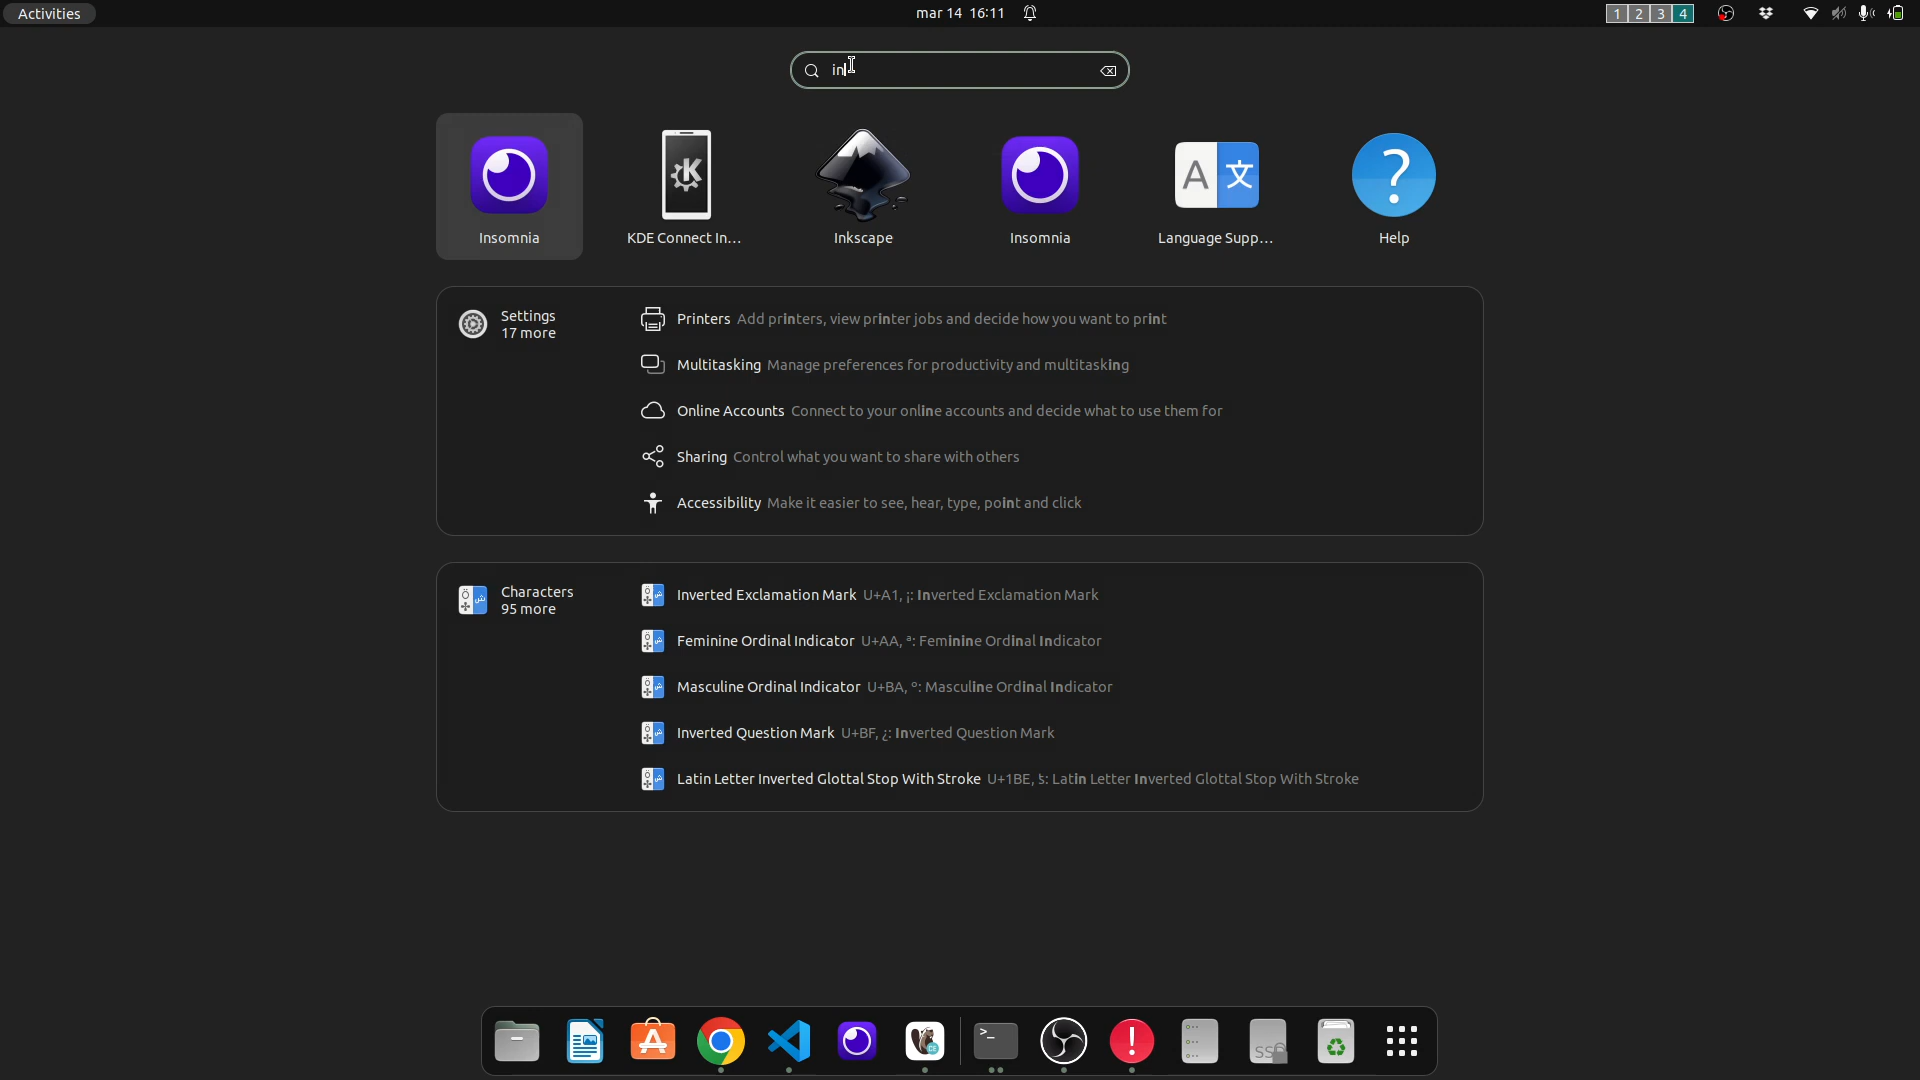 Activities
mar 14 16:11
1 2 3 4
in
Insomnia
KDE Connect In...
Inkscape
Insomnia
Language Supp...
Help
Settings
17 more
Printers Add printers, view printer jobs and decide how you want to print
Multitasking Manage preferences for productivity and multitasking
Online Accounts Connect to your online accounts and decide what to use them for
Sharing Control what you want to share with others
Accessibility Make it easier to see, hear, type, point and click
Characters
95 more
Inverted Exclamation Mark U+A1, ¡: Inverted Exclamation Mark
Feminine Ordinal Indicator U+AA, ª: Feminine Ordinal Indicator
Masculine Ordinal Indicator U+BA, º: Masculine Ordinal Indicator
Inverted Question Mark U+BF, ¿: Inverted Question Mark
Latin Letter Inverted Glottal Stop With Stroke U+1BE, ƾ: Latin Letter Inverted Glottal Stop With Stroke